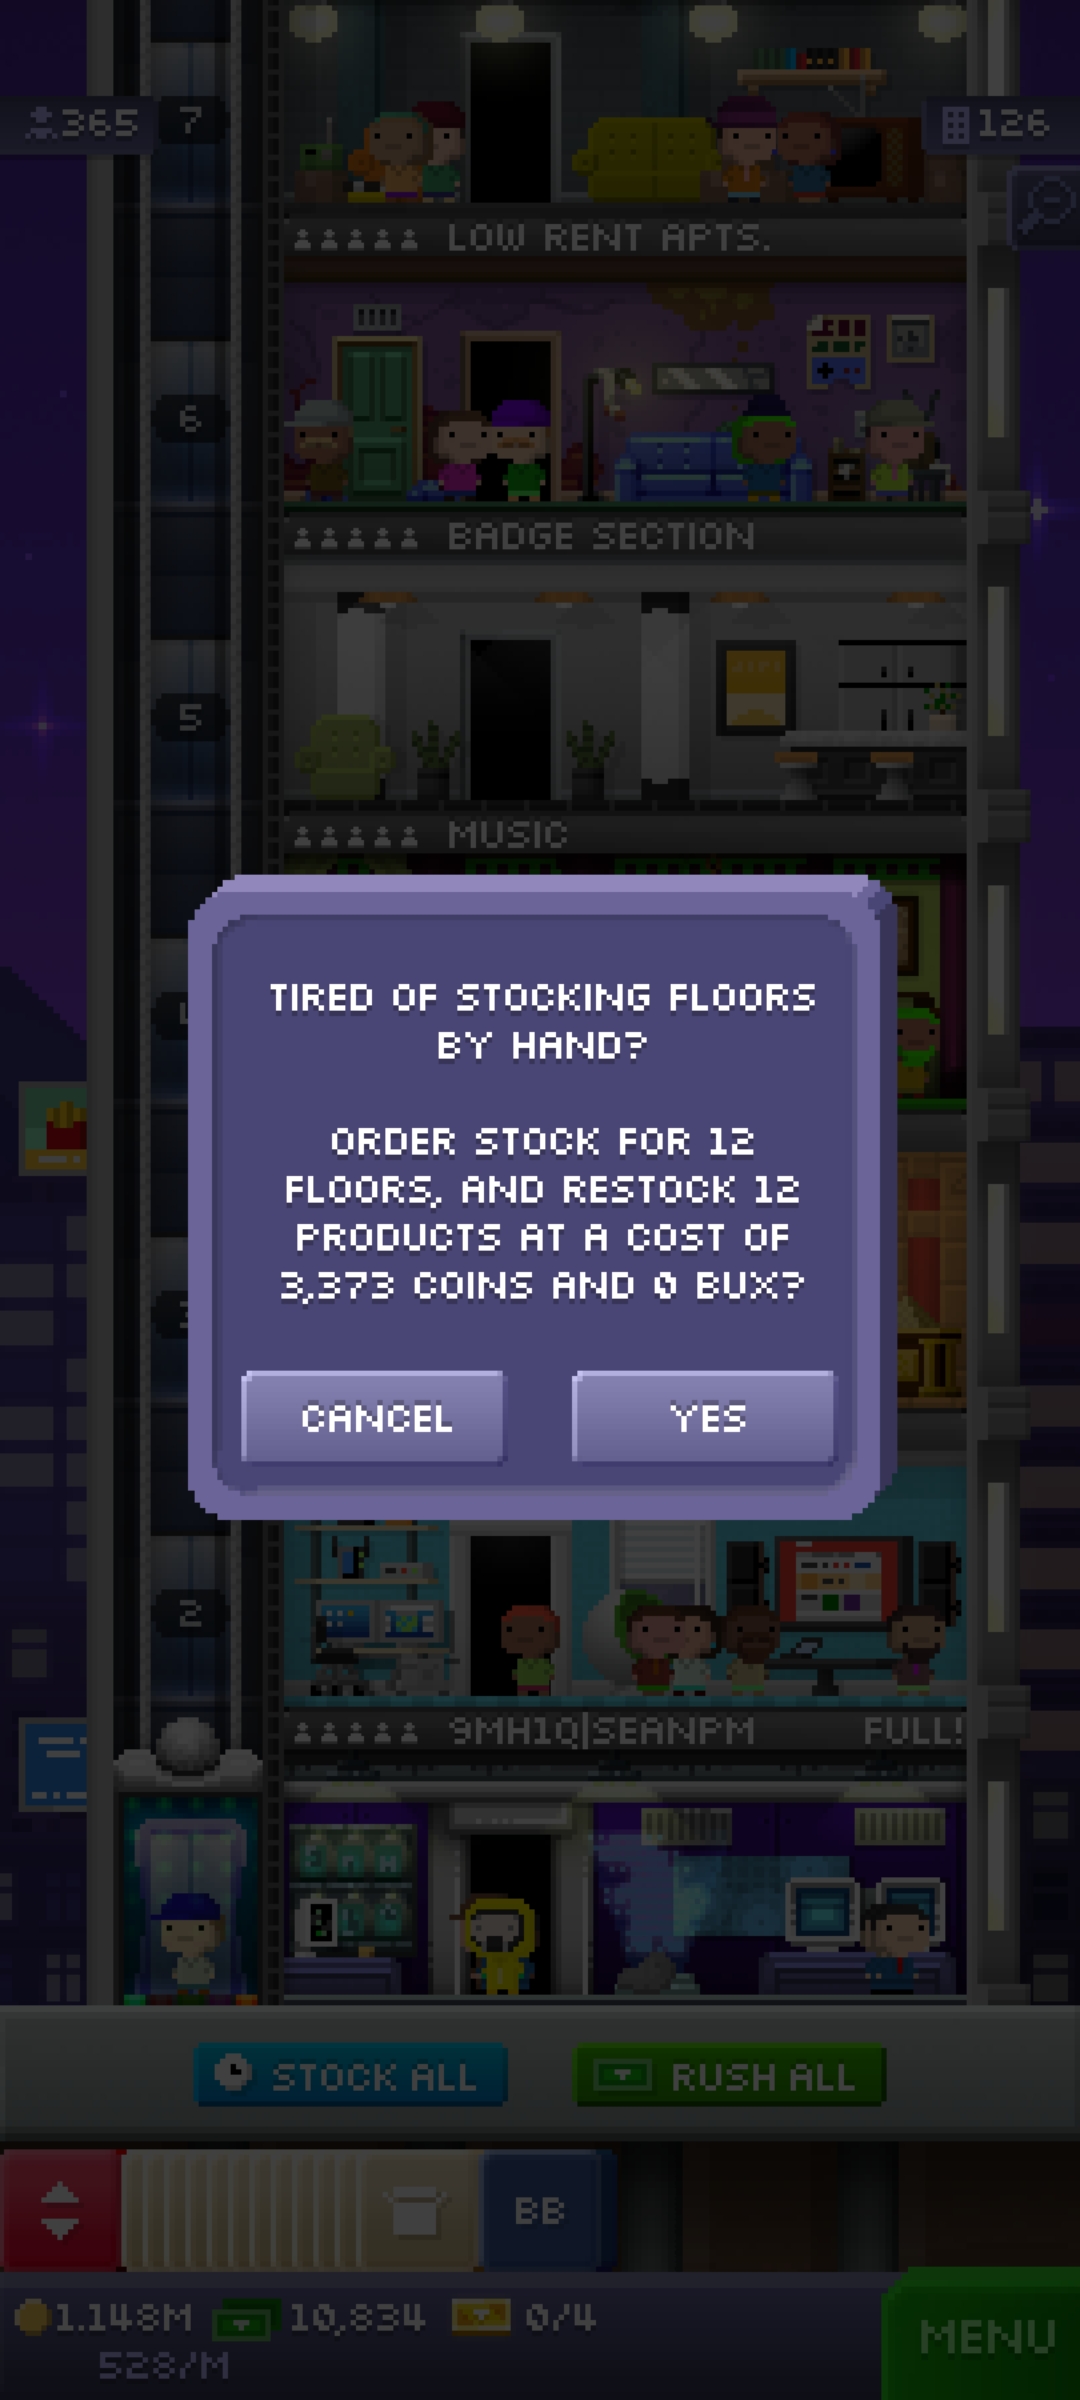 365
7
126
LOW RENT APTS.
6
BADGE SECTION
5
MUSIC
TIRED OF STOCKING FLOORS
BY HAND?
ORDER STOCK FOR 12
FLOORS, AND RESTOCK 12
PRODUCTS AT A COST OF
3,373 COINS AND 0 BUX?
CANCEL
YES
2
9MH1Q|SEANPM
FULL!
STOCK ALL
RUSH ALL
BB
1.148M
10,834
0/4
528/M
MENU